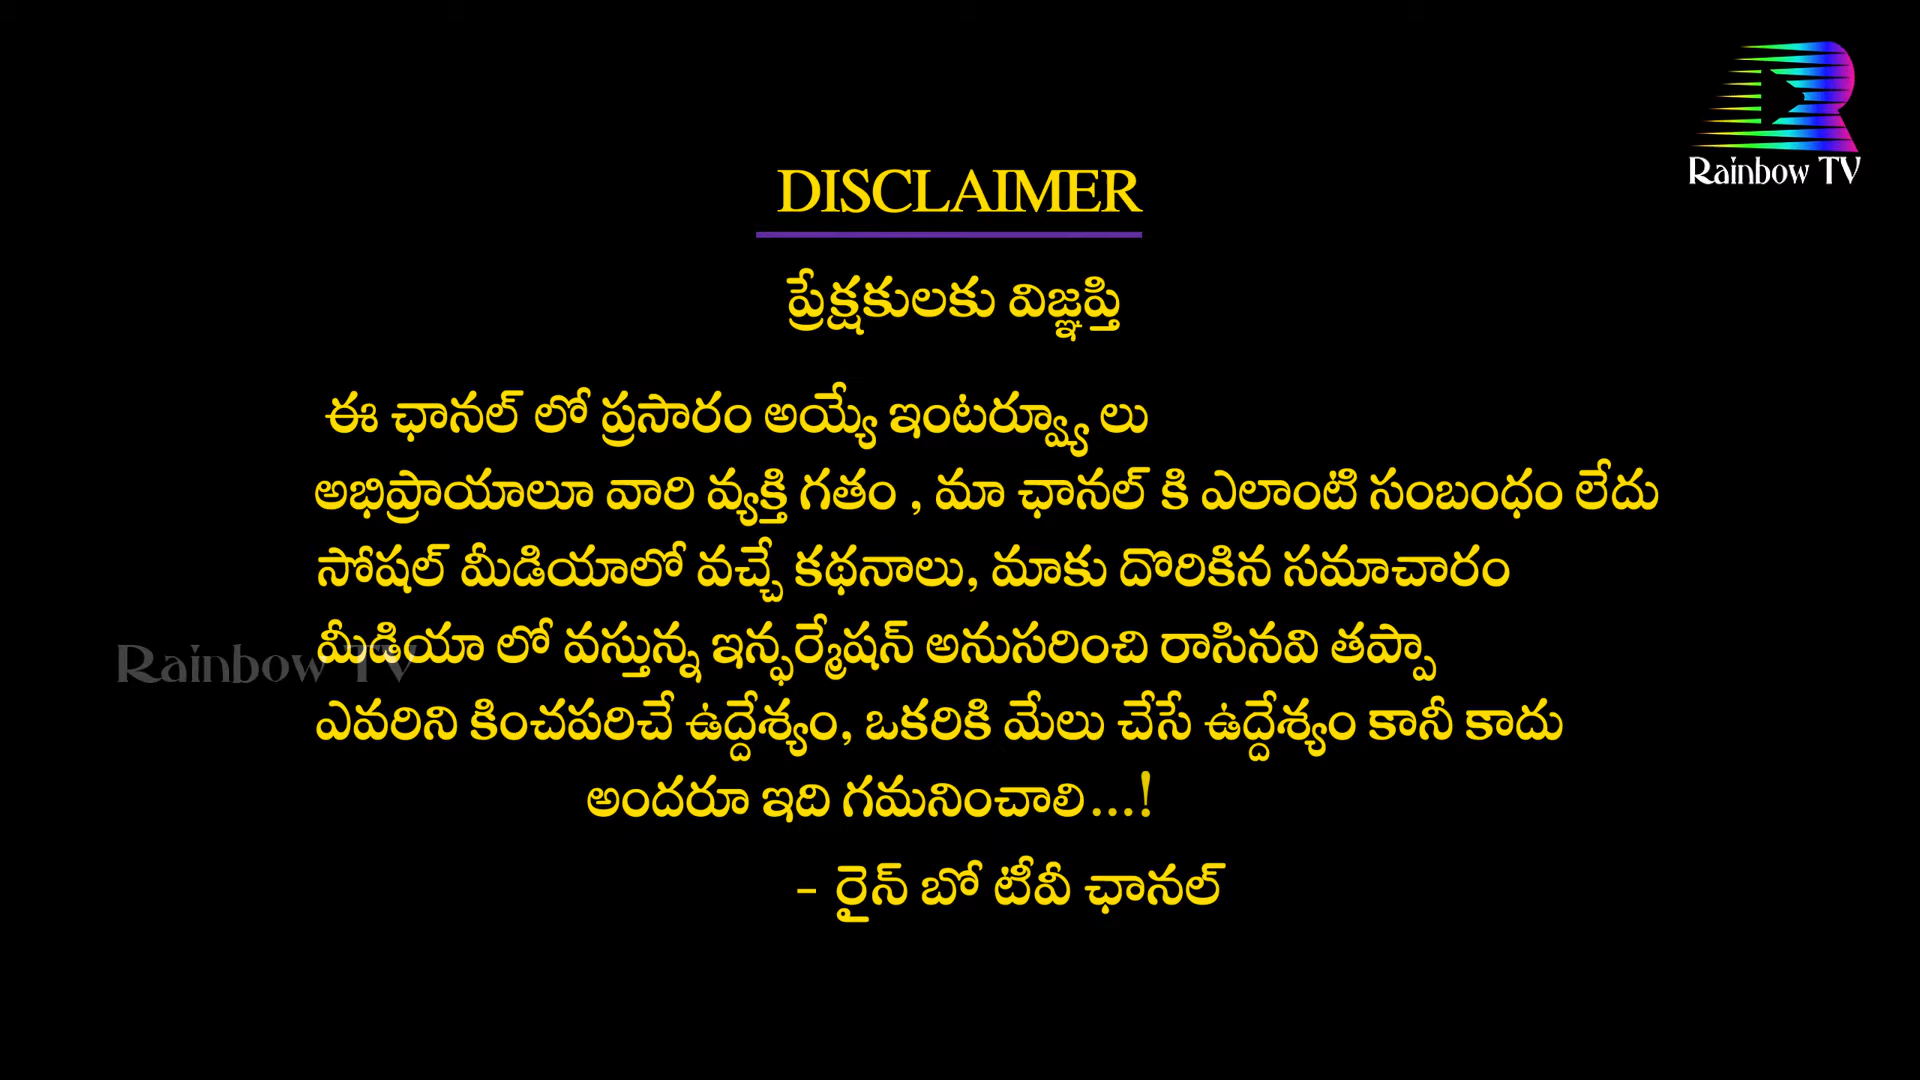 Rainbow TV
DISCLAIMER
ప్రేక్షకులకు విజ్ఞప్తి
ఈ ఛానల్ లో ప్రసారం అయ్యే ఇంటర్వ్యూ లు
అభిప్రాయాలూ వారి వ్యక్తి గతం , మా ఛానల్ కి ఎలాంటి సంబంధం లేదు
సోషల్ మీడియాలో వచ్చే కథనాలు, మాకు దొరికిన సమాచారం
మీడియా లో వస్తున్న ఇన్ఫర్మేషన్ అనుసరించి రాసినవి తప్పా
Rainbow TV
ఎవరిని కించపరిచే ఉద్దేశ్యం, ఒకరికి మేలు చేసే ఉద్దేశ్యం కానీ కాదు
అందరూ ఇది గమనించాలి...!
- రైన్ బో టీవీ ఛానల్